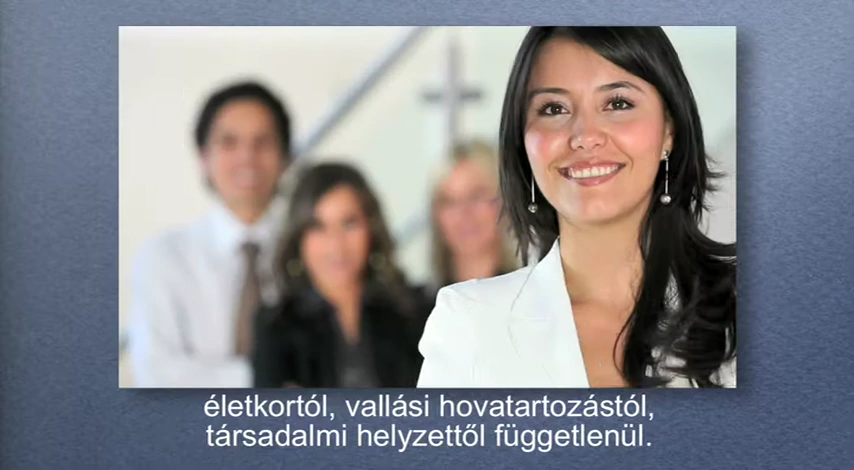 életkortól, vallási hovatartozástól,
társadalmi helyzettől függetlenül.